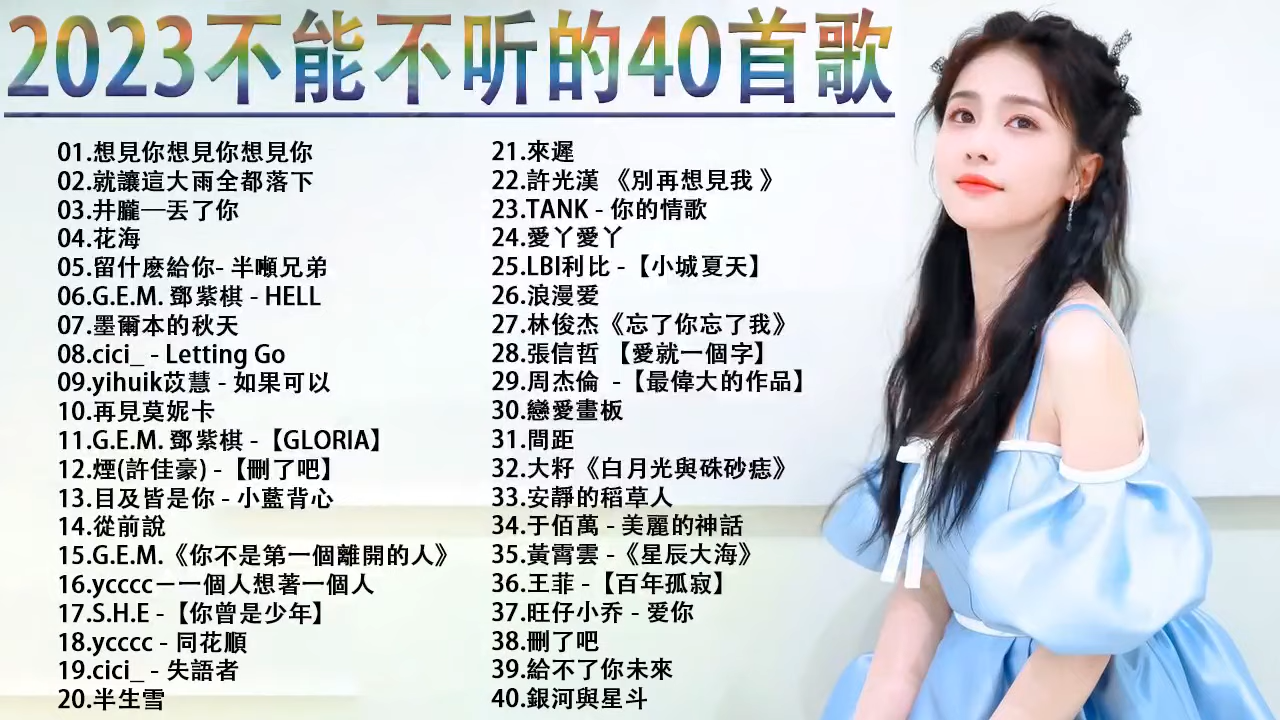 2023不能不听的40首歌
01.想見你想見你想見你
02.就讓這大雨全都落下
03.井朧—丟了你
04.花海
05.留什麽給你- 半噸兄弟
06.G.E.M. 鄧紫棋 - HELL
07.墨爾本的秋天
08.cici_ - Letting Go
09.yihuik苡慧 - 如果可以
10.再見莫妮卡
11.G.E.M. 鄧紫棋 -【GLORIA】
12.煙(許佳豪) -【刪了吧】
13.目及皆是你 - 小藍背心
14.從前說
15.G.E.M.《你不是第一個離開的人》
16.ycccc－一個人想著一個人
17.S.H.E -【你曾是少年】
18.ycccc - 同花順
19.cici_ - 失語者
20.半生雪
21.來遲
22.許光漢 《別再想見我 》
23.TANK - 你的情歌
24.愛丫愛丫
25.LBI利比 -【小城夏天】
26.浪漫爱
27.林俊杰《忘了你忘了我》
28.張信哲 【愛就一個字】
29.周杰倫  -【最偉大的作品】
30.戀愛畫板
31.間距
32.大籽《白月光與硃砂痣》
33.安靜的稻草人
34.于佰萬 - 美麗的神話
35.黃霄雲 -《星辰大海》
36.王菲 -【百年孤寂】
37.旺仔小乔 - 爱你
38.刪了吧
39.給不了你未來
40.銀河與星斗